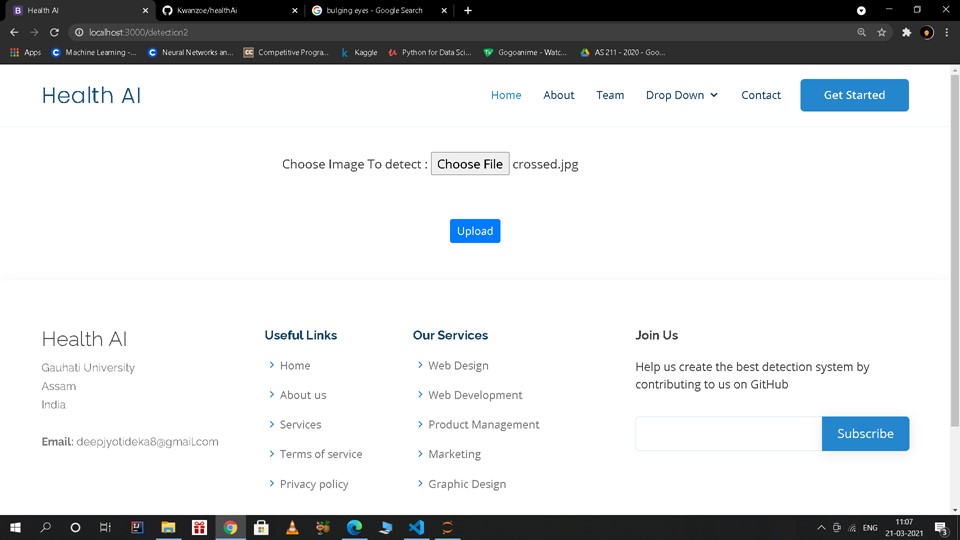 Health AI
Kwanzoe/healthAi
bulging eyes - Google Search
localhost:3000/detection2
Apps
Machine Learning -...
Neural Networks an...
Competitive Progra...
Kaggle
Python for Data Sci...
Gogoanime - Watc...
AS 211 - 2020 - Goo...
Health AI
Home
About
Team
Drop Down
Contact
Get Started
Choose Image To detect : Choose File crossed.jpg
Upload
Health AI
Gauhati University
Assam
India
Email: deepjyotideka8@gmail.com
Useful Links
Home
About us
Services
Terms of service
Privacy policy
Our Services
Web Design
Web Development
Product Management
Marketing
Graphic Design
Join Us
Help us create the best detection system by
contributing to us on GitHub
Subscribe
ENG
11:07
21-03-2021
3